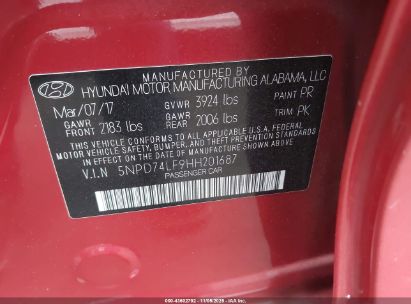 MANUFACTURED BY
HYUNDAI MOTOR MANUFACTURING ALABAMA, LLC
Mar/07/17 GVWR 3924 lbs PAINT PR
GAWR FRONT 2183 lbs GAWR REAR 2006 lbs TRIM PK
THIS VEHICLE CONFORMS TO ALL APPLICABLE U.S.A. FEDERAL
MOTOR VEHICLE SAFETY, BUMPER, AND THEFT PREVENTION STANDARDS
IN EFFECT ON THE DATE OF MANUFACTURE SHOWN ABOVE.
V.I.N 5NPD74LF9HH201687
PASSENGER CAR